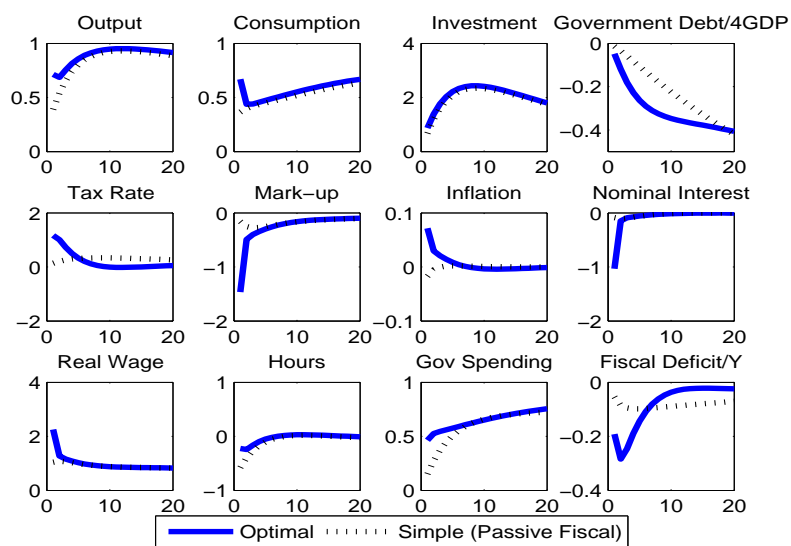 Output Consumption Investment Government Debt/4GDP
1 1 4 0
0.5 0.5 2 −0.2
−0.4
0 0 0
0 10 20 0 10 20 0 10 20 0 10 20
Tax Rate Mark−up Inflation Nominal Interest
2 0 0.1 0
0 −1 0 −1
−2 −2 −0.1 −2
0 10 20 0 10 20 0 10 20 0 10 20
Real Wage Hours Gov Spending Fiscal Deficit/Y
4 1 1 0
2 0 0.5 −0.2
0 −1 0 −0.4
0 10 20 0 10 20 0 10 20 0 10 20
Optimal Simple (Passive Fiscal)